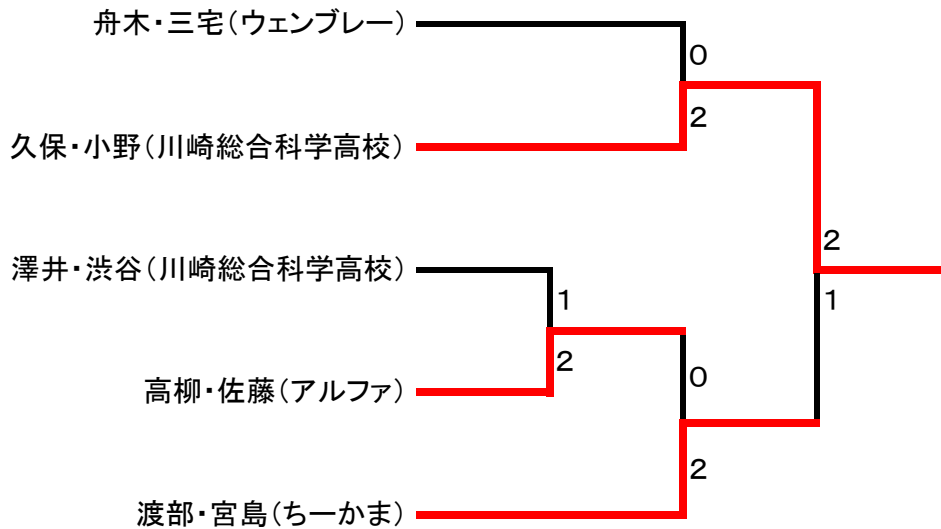 舟木・三宅（ウェンブレー）
0
2
久保・小野（川崎総合科学高校）
2
澤井・渋谷（川崎総合科学高校）
1
1
2
0
高柳・佐藤（アルファ）
2
渡部・宮島（ちーかま）